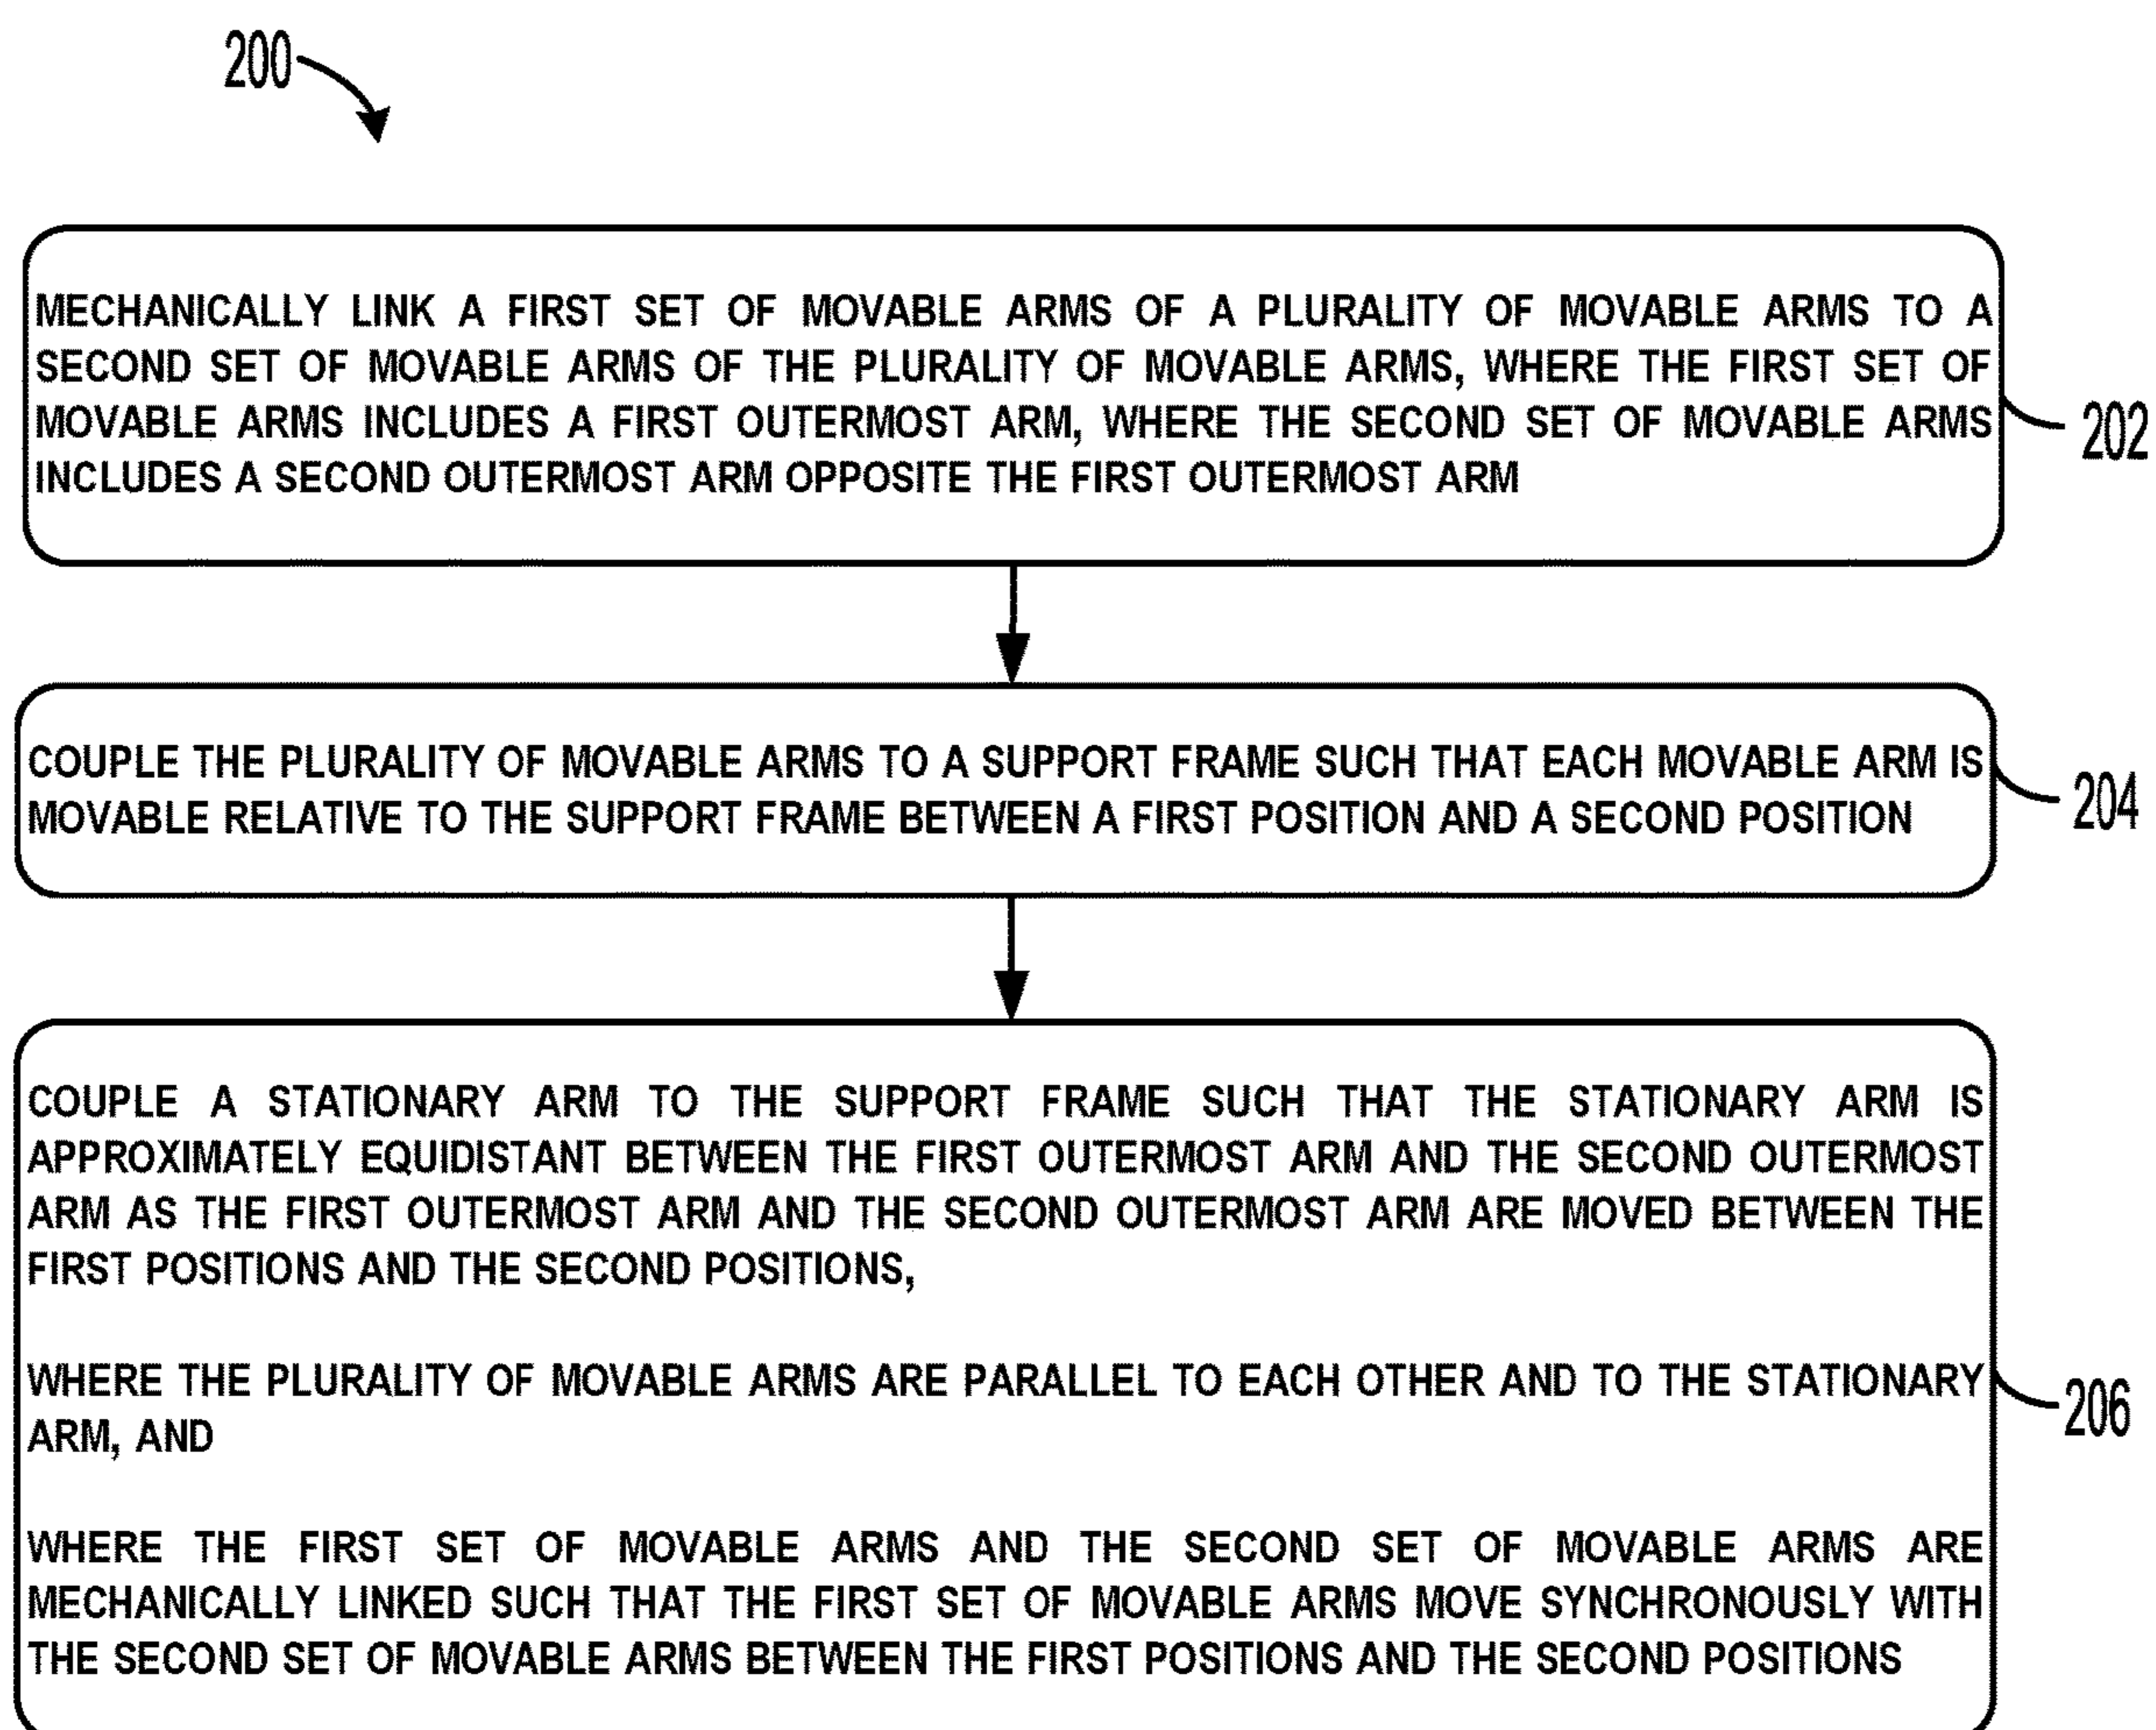 200
MECHANICALLY LINK A FIRST SET OF MOVABLE ARMS OF A PLURALITY OF MOVABLE ARMS TO A
SECOND SET OF MOVABLE ARMS OF THE PLURALITY OF MOVABLE ARMS, WHERE THE FIRST SET OF
MOVABLE ARMS INCLUDES A FIRST OUTERMOST ARM, WHERE THE SECOND SET OF MOVABLE ARMS
INCLUDES A SECOND OUTERMOST ARM OPPOSITE THE FIRST OUTERMOST ARM
202
COUPLE THE PLURALITY OF MOVABLE ARMS TO A SUPPORT FRAME SUCH THAT EACH MOVABLE ARM IS
MOVABLE RELATIVE TO THE SUPPORT FRAME BETWEEN A FIRST POSITION AND A SECOND POSITION
204
COUPLE A STATIONARY ARM TO THE SUPPORT FRAME SUCH THAT THE STATIONARY ARM IS
APPROXIMATELY EQUIDISTANT BETWEEN THE FIRST OUTERMOST ARM AND THE SECOND OUTERMOST
ARM AS THE FIRST OUTERMOST ARM AND THE SECOND OUTERMOST ARM ARE MOVED BETWEEN THE
FIRST POSITIONS AND THE SECOND POSITIONS,
WHERE THE PLURALITY OF MOVABLE ARMS ARE PARALLEL TO EACH OTHER AND TO THE STATIONARY
ARM, AND
WHERE THE FIRST SET OF MOVABLE ARMS AND THE SECOND SET OF MOVABLE ARMS ARE
MECHANICALLY LINKED SUCH THAT THE FIRST SET OF MOVABLE ARMS MOVE SYNCHRONOUSLY WITH
THE SECOND SET OF MOVABLE ARMS BETWEEN THE FIRST POSITIONS AND THE SECOND POSITIONS
206